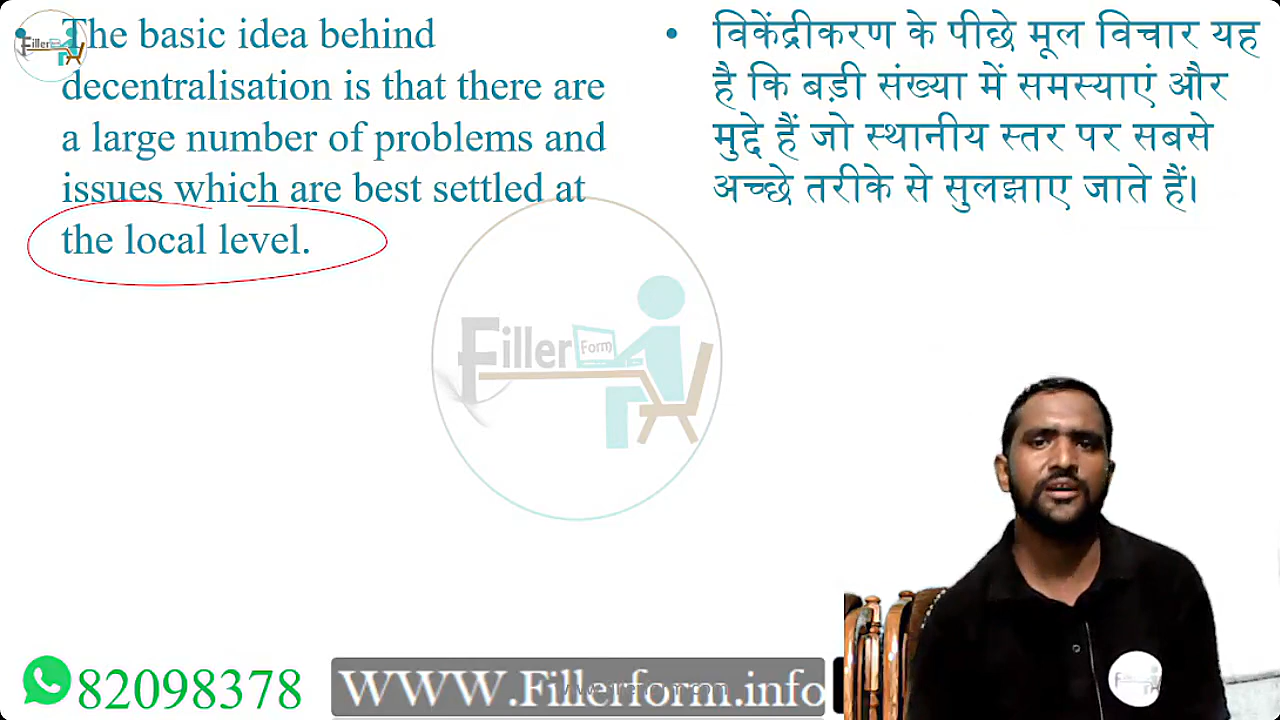 • The basic idea behind
decentralisation is that there are
a large number of problems and
issues which are best settled at
the local level.
• विकेंद्रीकरण के पीछे मूल विचार यह
है कि बड़ी संख्या में समस्याएं और
मुद्दे हैं जो स्थानीय स्तर पर सबसे
अच्छे तरीके से सुलझाए जाते हैं।
Filler Form
82098378
WWW.Fillerform.info